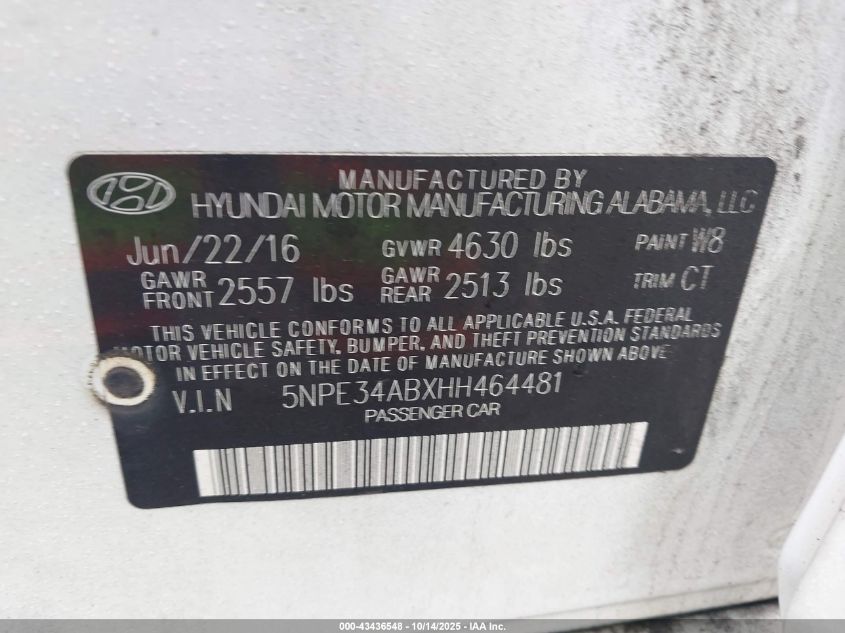 MANUFACTURED BY
HYUNDAI MOTOR MANUFACTURING ALABAMA, LLC
Jun/22/16 GVWR 4630 lbs PAINT W8
GAWR FRONT 2557 lbs GAWR REAR 2513 lbs TRIM CT
THIS VEHICLE CONFORMS TO ALL APPLICABLE U.S.A. FEDERAL
MOTOR VEHICLE SAFETY, BUMPER, AND THEFT PREVENTION STANDARDS
IN EFFECT ON THE DATE OF MANUFACTURE SHOWN ABOVE
V.I.N 5NPE34ABXHH464481
PASSENGER CAR
000-43436548 - 10/14/2025 - IAA Inc.